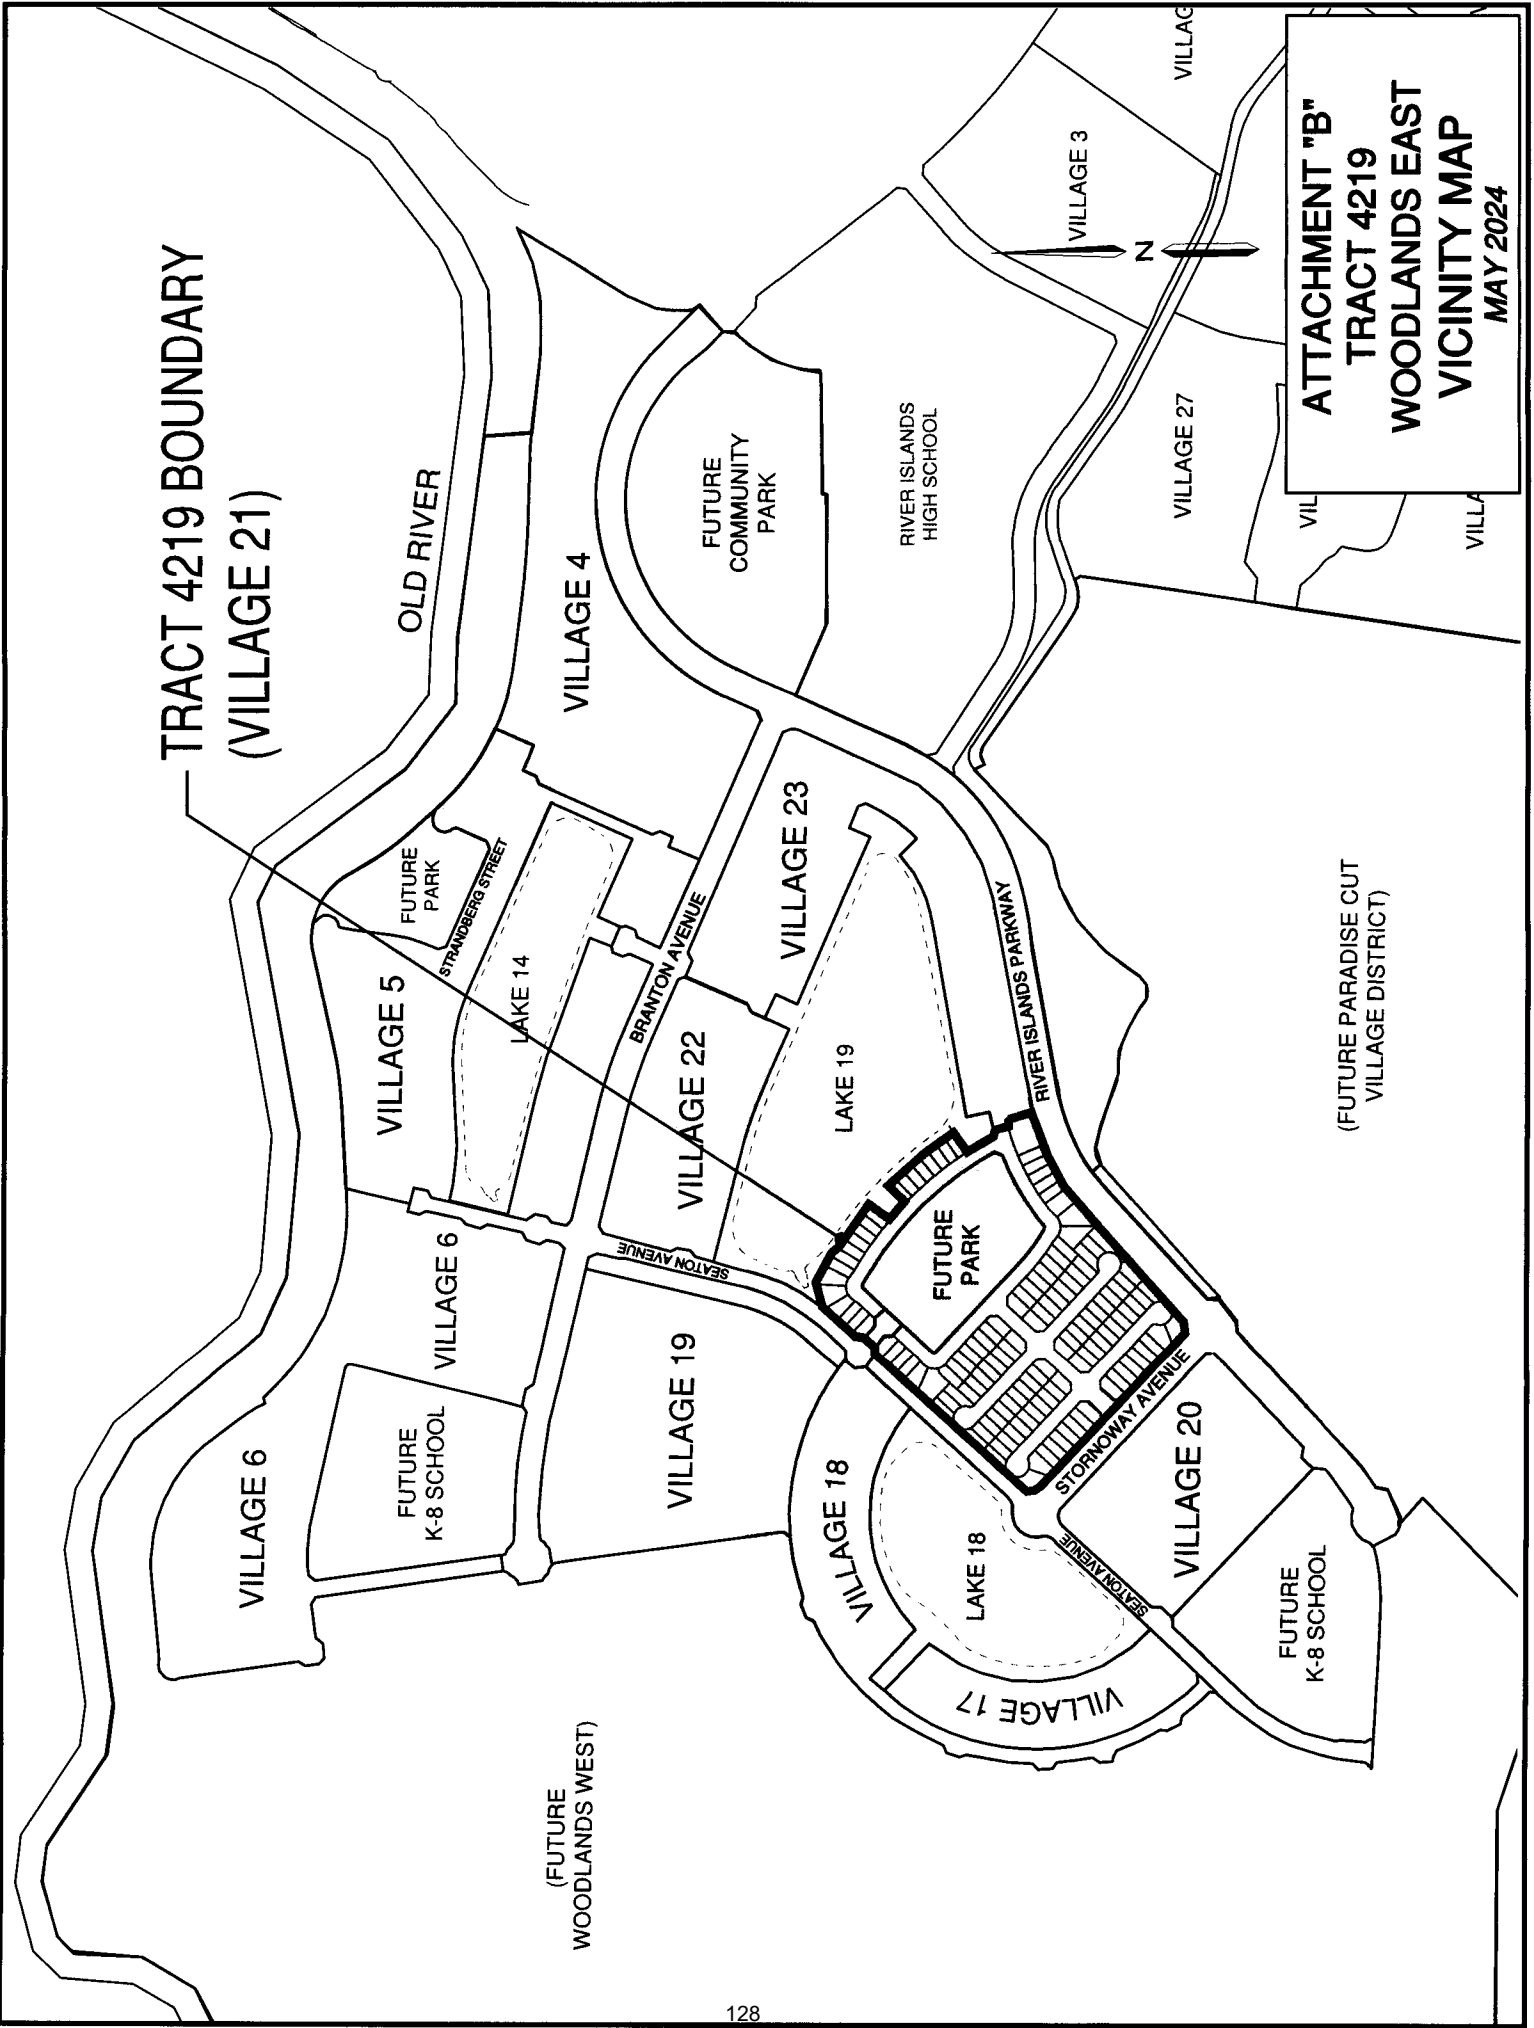 TRACT 4219 BOUNDARY
(VILLAGE 21)
OLD RIVER
VILLAGE 4
FUTURE
COMMUNITY
PARK
RIVER ISLANDS
HIGH SCHOOL
VILLAGE 3
VILLAG
N
VILLAGE 27
VIL
VILLA
V
FUTURE
PARK
STRANDBERG STREET
LAKE 14
VILLAGE 5
BRANTON AVENUE
VILLAGE 23
VILLAGE 22
LAKE 19
RIVER ISLANDS PARKWAY
SEATON AVENUE
VILLAGE 6
VILLAGE 6
FUTURE
K-8 SCHOOL
VILLAGE 19
FUTURE
PARK
STORNOWAY AVENUE
VILLAGE 18
LAKE 18
VILLAGE 17
SEATON AVENUE
VILLAGE 20
FUTURE
K-8 SCHOOL
(FUTURE
WOODLANDS WEST)
(FUTURE PARADISE CUT
VILLAGE DISTRICT)
ATTACHMENT "B"
TRACT 4219
WOODLANDS EAST
VICINITY MAP
MAY 2024
128